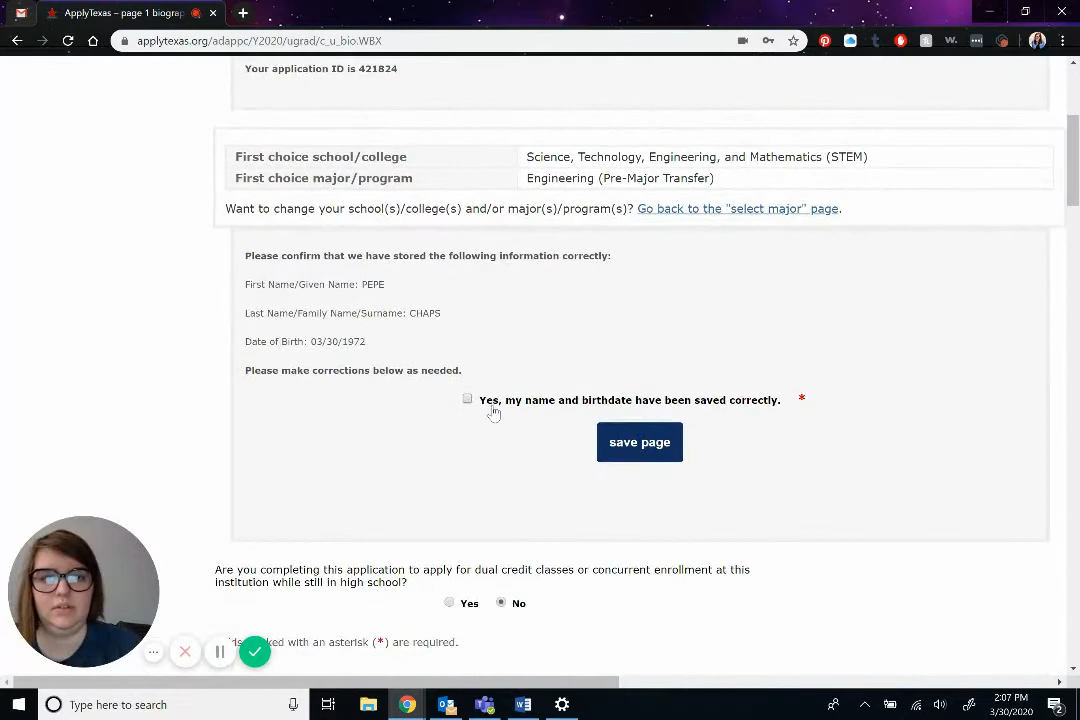 ApplyTexas – page 1 biograp
applytexas.org/adappc/Y2020/ugrad/c_u_bio.WBX
Your application ID is 421824
First choice school/college Science, Technology, Engineering, and Mathematics (STEM)
First choice major/program Engineering (Pre-Major Transfer)
Want to change your school(s)/college(s) and/or major(s)/program(s)? Go back to the "select major" page.
Please confirm that we have stored the following information correctly:
First Name/Given Name: PEPE
Last Name/Family Name/Surname: CHAPS
Date of Birth: 03/30/1972
Please make corrections below as needed.
Yes, my name and birthdate have been saved correctly. *
save page
Are you completing this application to apply for dual credit classes or concurrent enrollment at this
institution while still in high school?
Yes No
with an asterisk (*) are required.
Type here to search
2:07 PM
3/30/2020
2